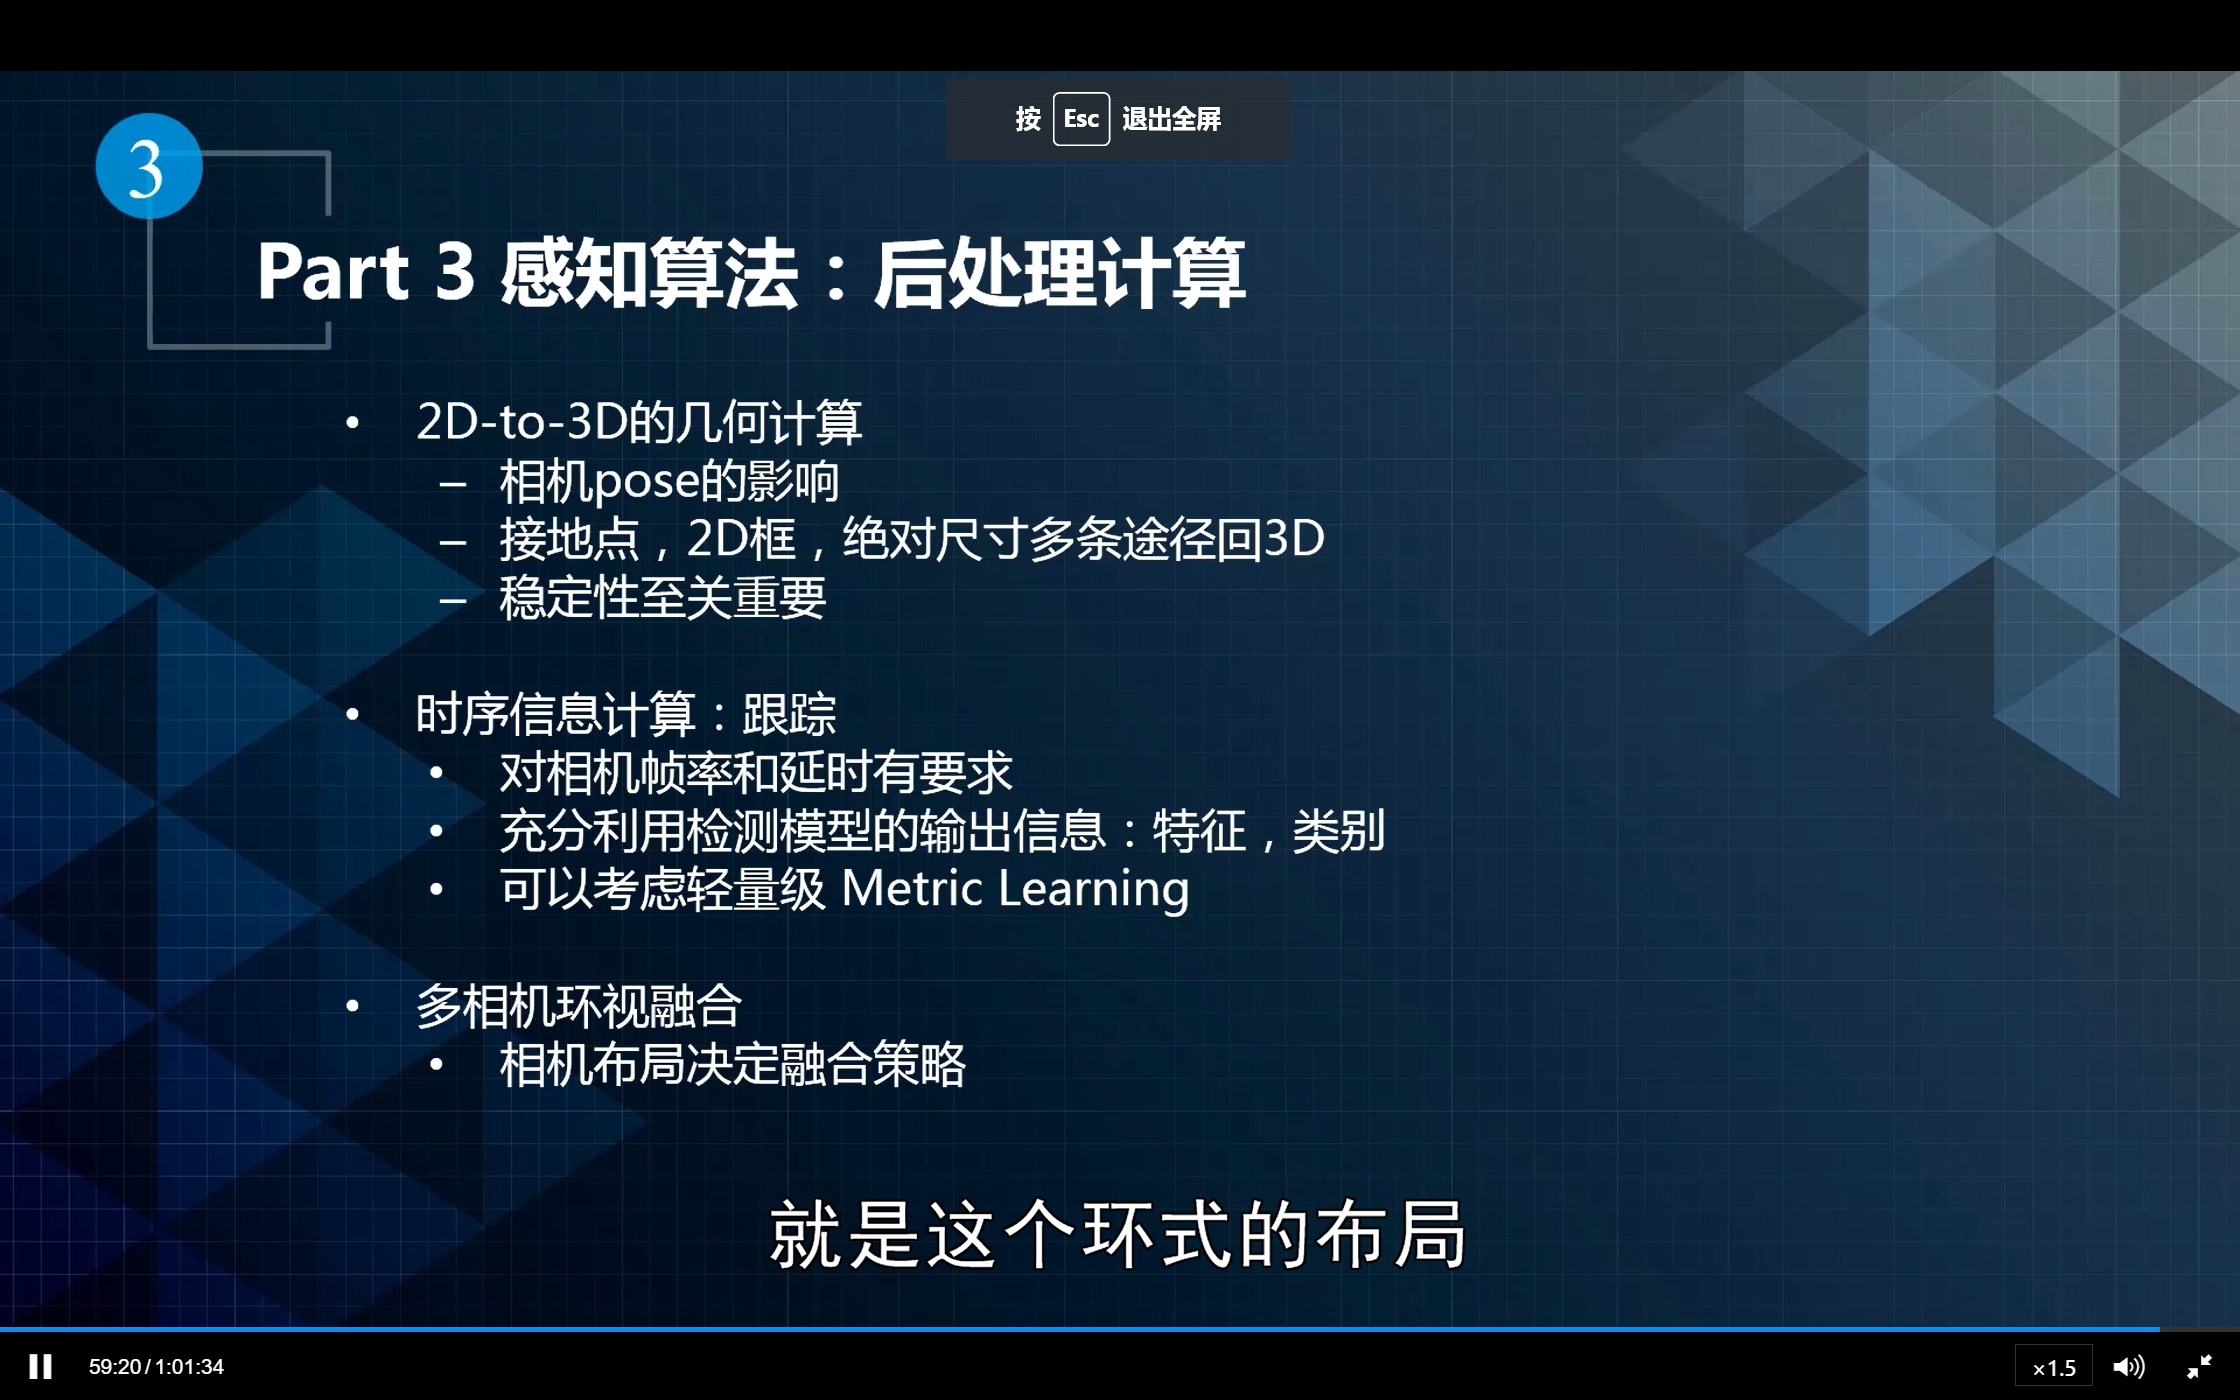 按 Esc 退出全屏
3
Part 3 感知算法：后处理计算
• 2D-to-3D的几何计算
– 相机pose的影响
– 接地点，2D框，绝对尺寸多条途径回3D
– 稳定性至关重要
• 时序信息计算：跟踪
• 对相机帧率和延时有要求
• 充分利用检测模型的输出信息：特征，类别
• 可以考虑轻量级 Metric Learning
• 多相机环视融合
• 相机布局决定融合策略
就是这个环式的布局
59:20/1:01:34
×1.5